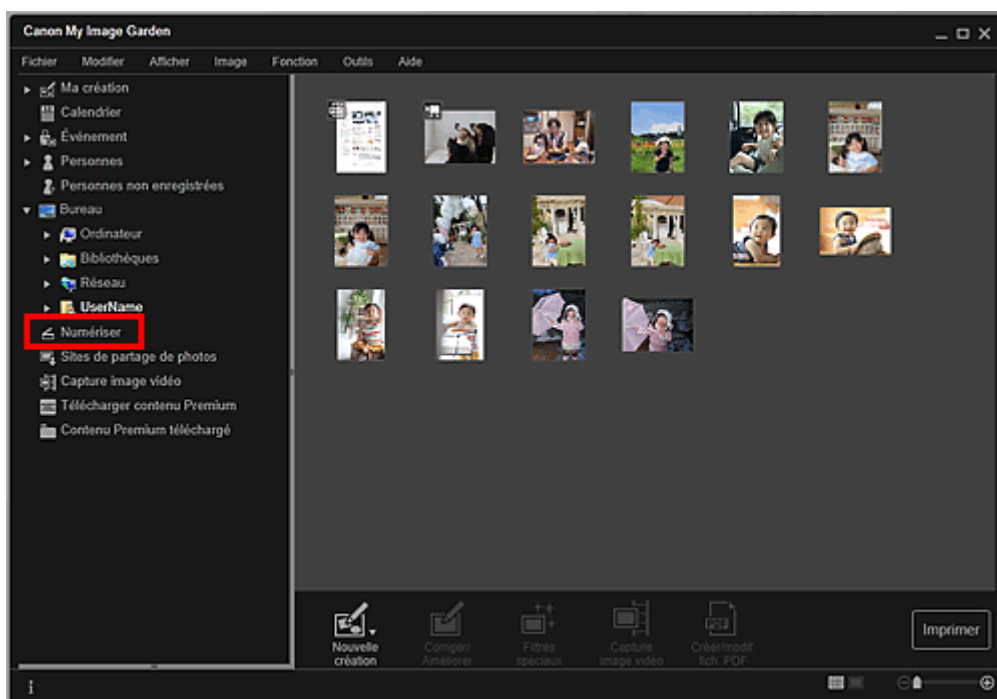 Canon My Image Garden
Fichier Modifier Afficher Image Fonction Outils Aide
Ma création
Calendrier
Événement
Personnes
Personnes non enregistrées
Bureau
Ordinateur
Bibliothèques
Réseau
UserName
Numériser
Sites de partage de photos
Capture image vidéo
Télécharger contenu Premium
Contenu Premium téléchargé
Nouvelle création
Corriger/Améliorer
Filtres spéciaux
Capture image vidéo
Créer/modif. fich. PDF
Imprimer